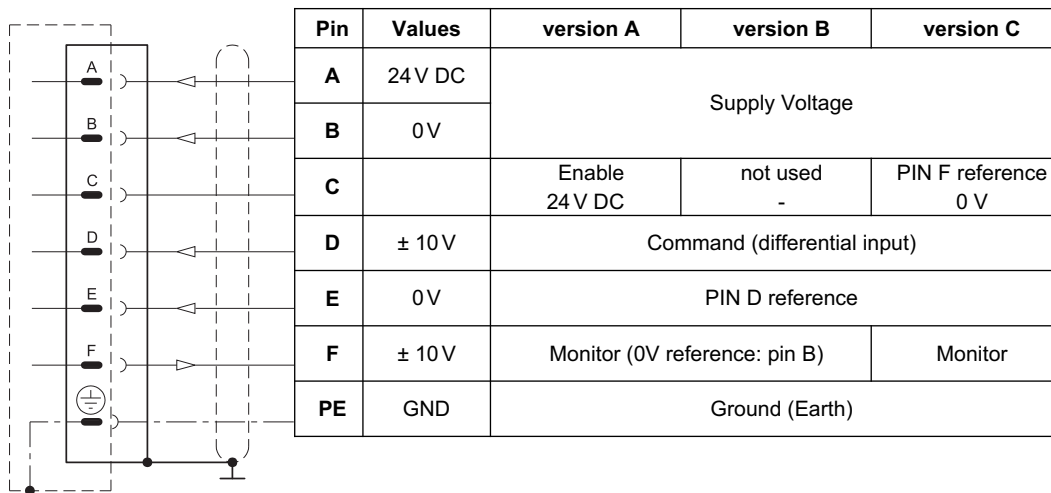 Pin Values version A version B version C
A 24 V DC Supply Voltage
B 0 V
C Enable 24 V DC not used - PIN F reference 0 V
D ± 10 V Command (differential input)
E 0 V PIN D reference
F ± 10 V Monitor (0V reference: pin B) Monitor
PE GND Ground (Earth)
A
B
C
D
E
F